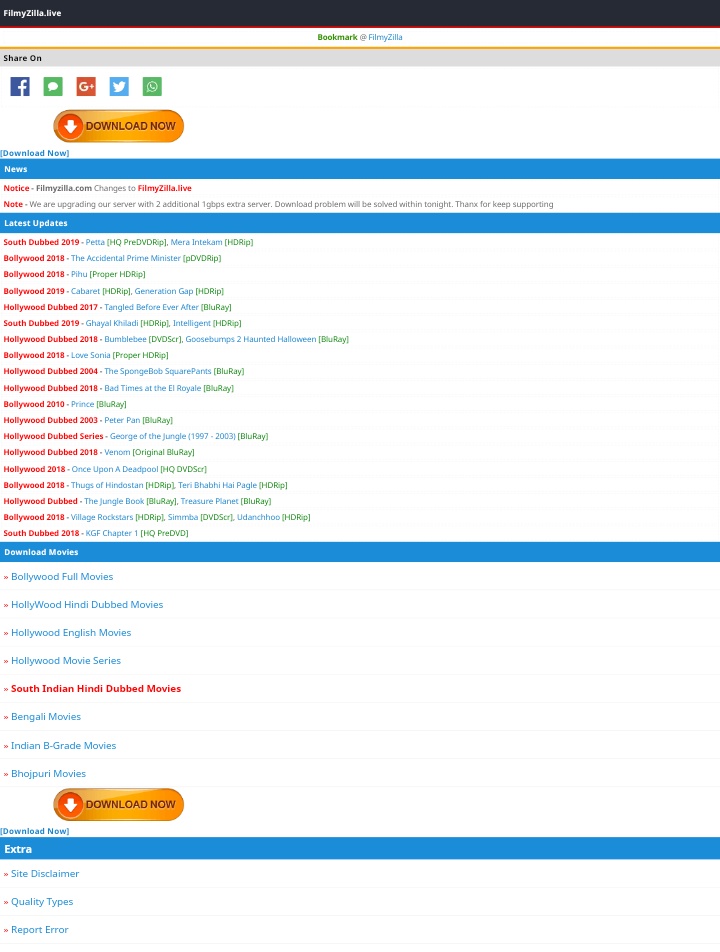 FilmyZilla.live
Bookmark @ FilmyZilla
Share On
DOWNLOAD NOW
[Download Now]
News
Notice - Filmyzilla.com Changes to FilmyZilla.live
Note - We are upgrading our server with 2 additional 1gbps extra server. Download problem will be solved within tonight. Thanx for keep supporting
Latest Updates
South Dubbed 2019 - Petta [HQ PreDVDRip], Mera Intekam [HDRip]
Bollywood 2018 - The Accidental Prime Minister [pDVDRip]
Bollywood 2018 - Pihu [Proper HDRip]
Bollywood 2019 - Cabaret [HDRip], Generation Gap [HDRip]
Hollywood Dubbed 2017 - Tangled Before Ever After [BluRay]
South Dubbed 2019 - Ghayal Khiladi [HDRip], Intelligent [HDRip]
Hollywood Dubbed 2018 - Bumblebee [DVDScr], Goosebumps 2 Haunted Halloween [BluRay]
Bollywood 2018 - Love Sonia [Proper HDRip]
Hollywood Dubbed 2004 - The SpongeBob SquarePants [BluRay]
Hollywood Dubbed 2018 - Bad Times at the El Royale [BluRay]
Bollywood 2010 - Prince [BluRay]
Hollywood Dubbed 2003 - Peter Pan [BluRay]
Hollywood Dubbed Series - George of the Jungle (1997 - 2003) [BluRay]
Hollywood Dubbed 2018 - Venom [Original BluRay]
Hollywood 2018 - Once Upon A Deadpool [HQ DVDScr]
Bollywood 2018 - Thugs of Hindostan [HDRip], Teri Bhabhi Hai Pagle [HDRip]
Hollywood Dubbed - The Jungle Book [BluRay], Treasure Planet [BluRay]
Bollywood 2018 - Village Rockstars [HDRip], Simmba [DVDScr], Udanchhoo [HDRip]
South Dubbed 2018 - KGF Chapter 1 [HQ PreDVD]
Download Movies
» Bollywood Full Movies
» HollyWood Hindi Dubbed Movies
» Hollywood English Movies
» Hollywood Movie Series
» South Indian Hindi Dubbed Movies
» Bengali Movies
» Indian B-Grade Movies
» Bhojpuri Movies
DOWNLOAD NOW
[Download Now]
Extra
» Site Disclaimer
» Quality Types
» Report Error